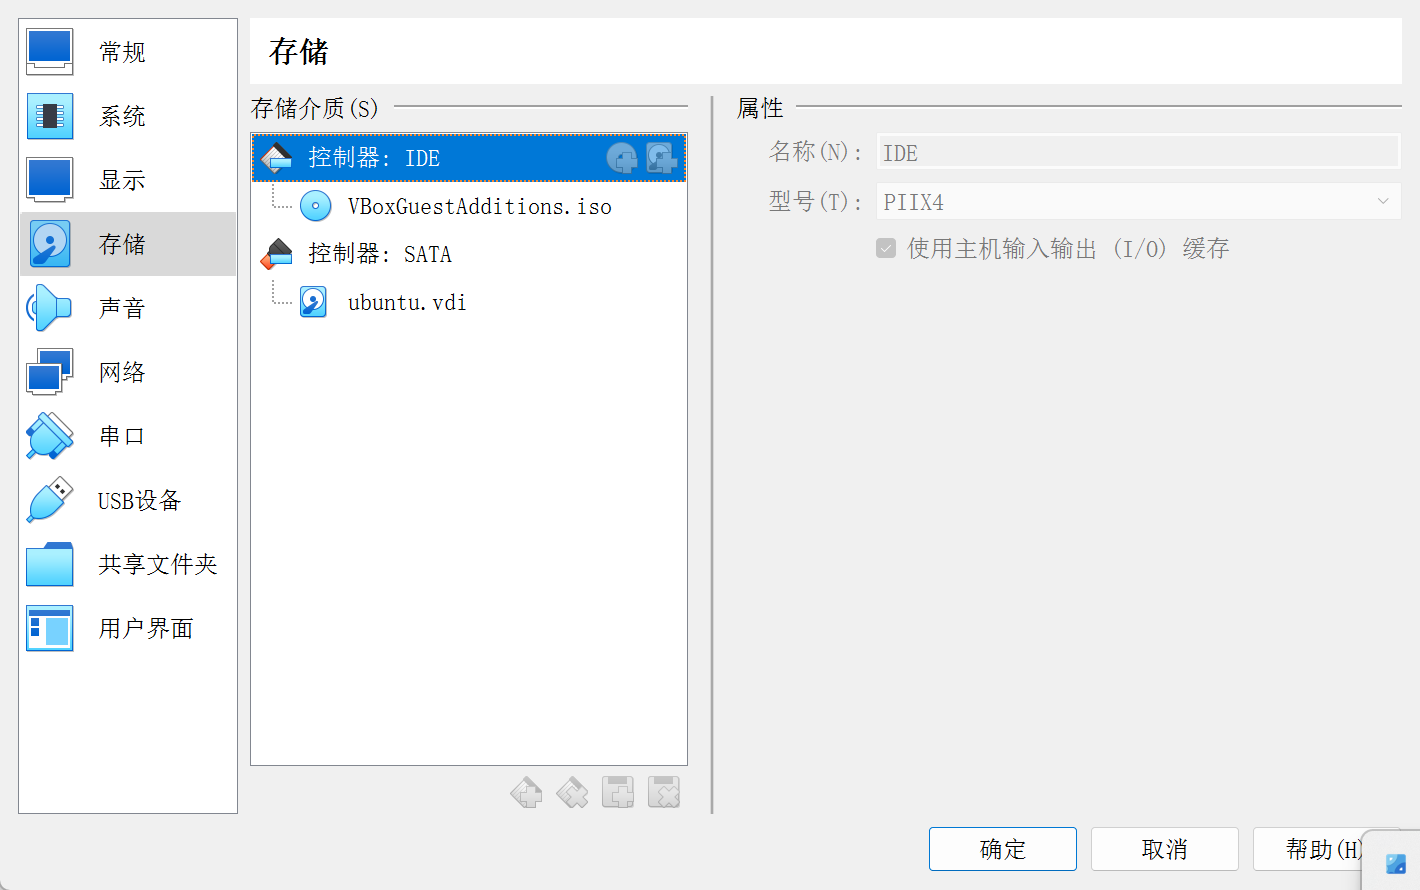 常规
系统
显示
存储
声音
网络
串口
USB设备
共享文件夹
用户界面
存储
存储介质(S)
控制器: IDE
VBoxGuestAdditions.iso
控制器: SATA
ubuntu.vdi
属性
名称(N): IDE
型号(T): PIIX4
使用主机输入输出 (I/O) 缓存
确定
取消
帮助(H)